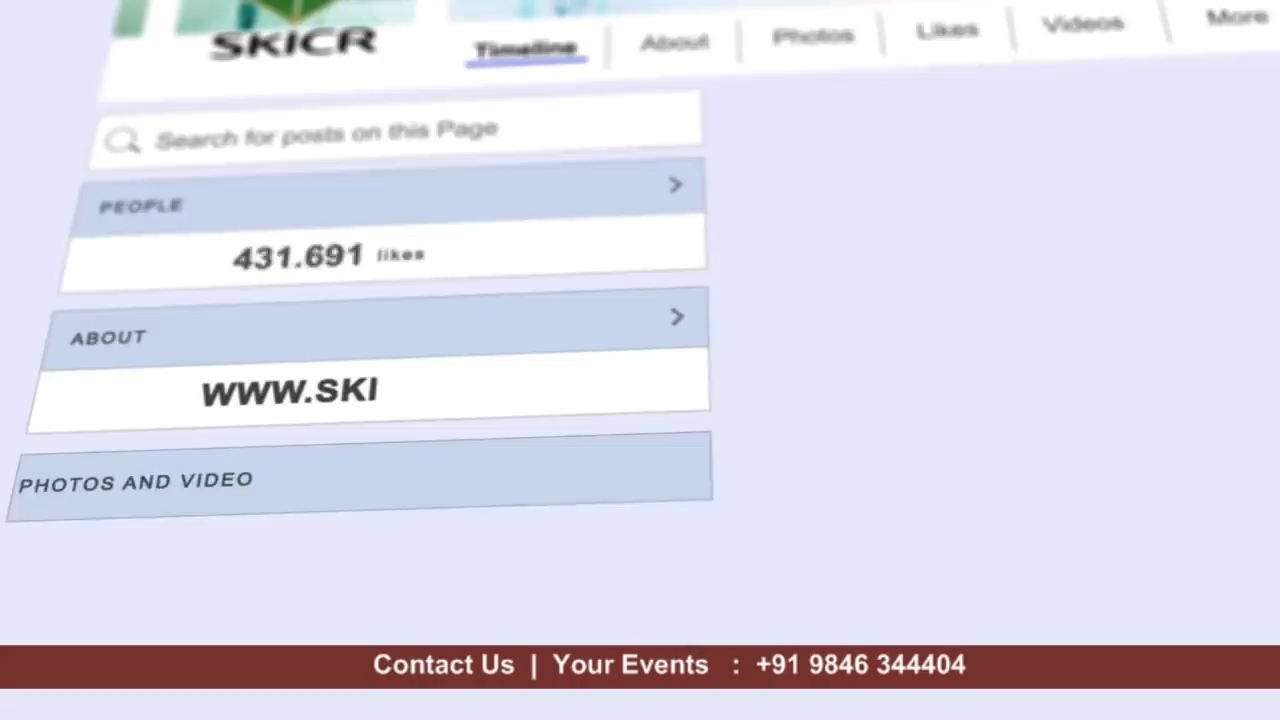 SKICR
Timeline
About
Photos
Likes
Videos
More
Search for posts on this Page
PEOPLE
431.691 likes
ABOUT
WWW.SKI
PHOTOS AND VIDEO
Contact Us | Your Events : +91 9846 344404